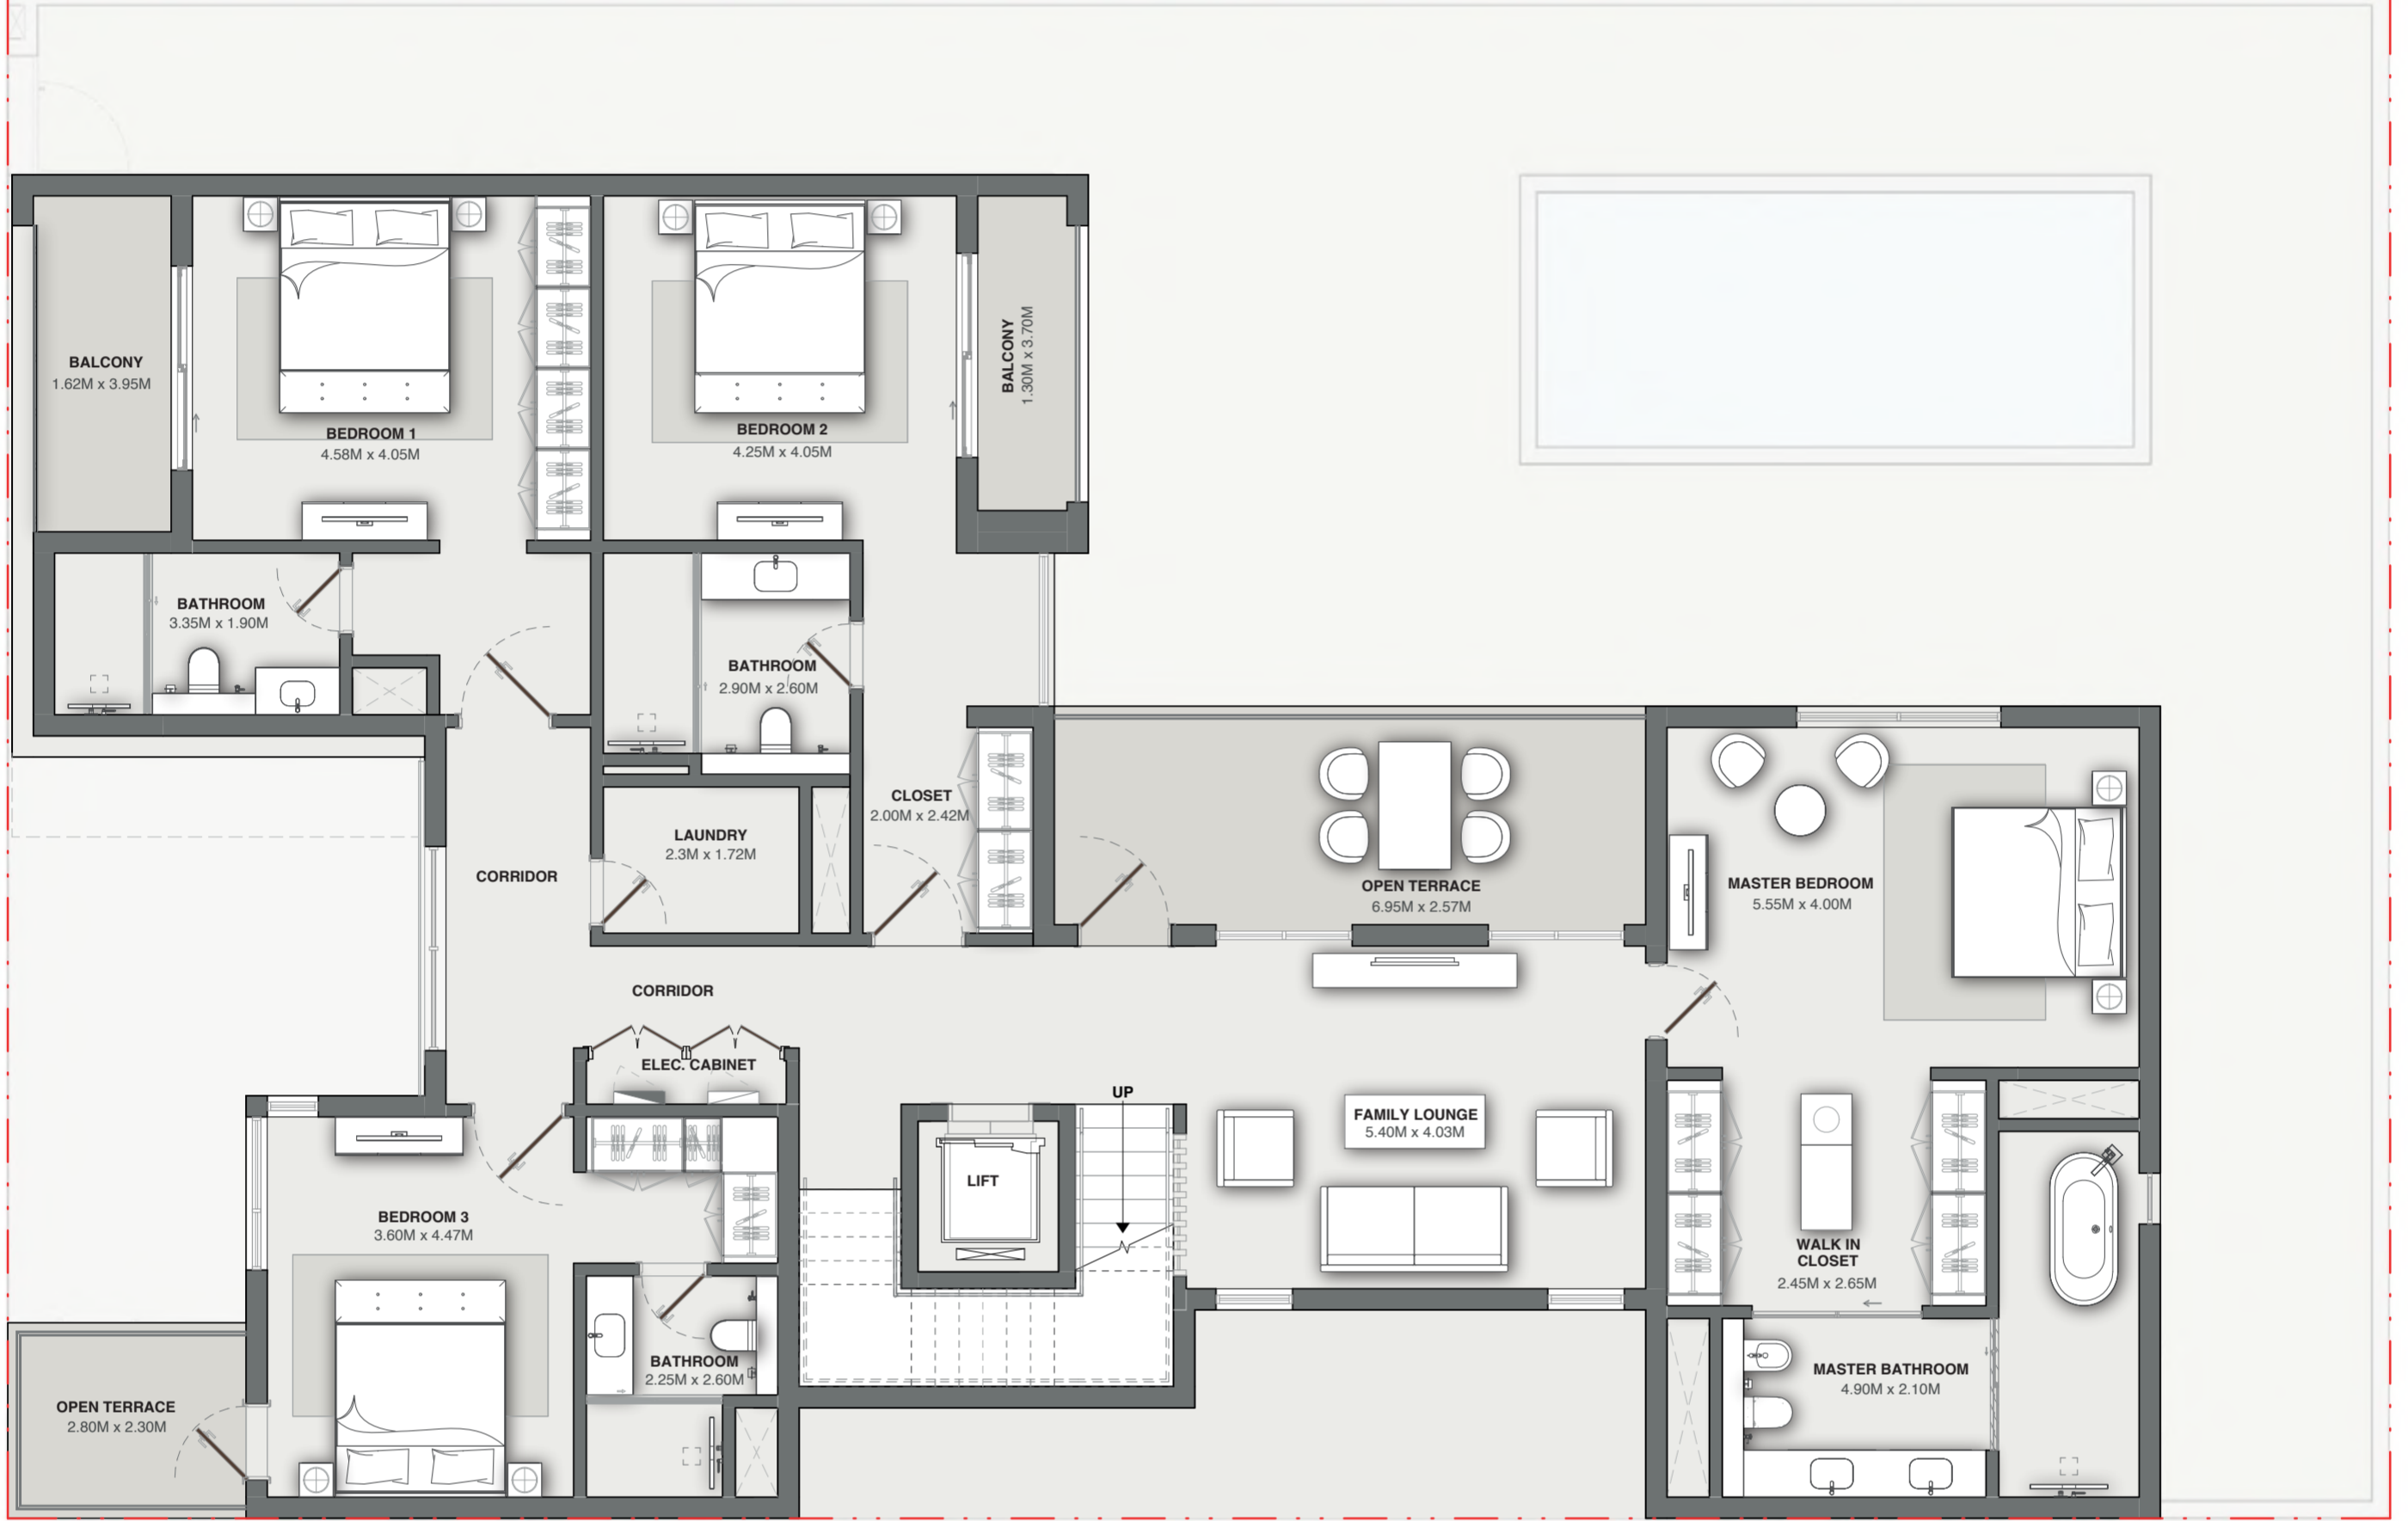 BALCONY
1.62M x 3.95M
BEDROOM 1
4.58M x 4.05M
BEDROOM 2
4.25M x 4.05M
BALCONY
1.30M x 3.70M
BATHROOM
3.35M x 1.90M
BATHROOM
2.90M x 2.60M
CLOSET
2.00M x 2.42M
LAUNDRY
2.3M x 1.72M
CORRIDOR
OPEN TERRACE
6.95M x 2.57M
MASTER BEDROOM
5.55M x 4.00M
CORRIDOR
ELEC. CABINET
UP
FAMILY LOUNGE
5.40M x 4.03M
LIFT
BEDROOM 3
3.60M x 4.47M
WALK IN
CLOSET
2.45M x 2.65M
BATHROOM
2.25M x 2.60M
MASTER BATHROOM
4.90M x 2.10M
OPEN TERRACE
2.80M x 2.30M